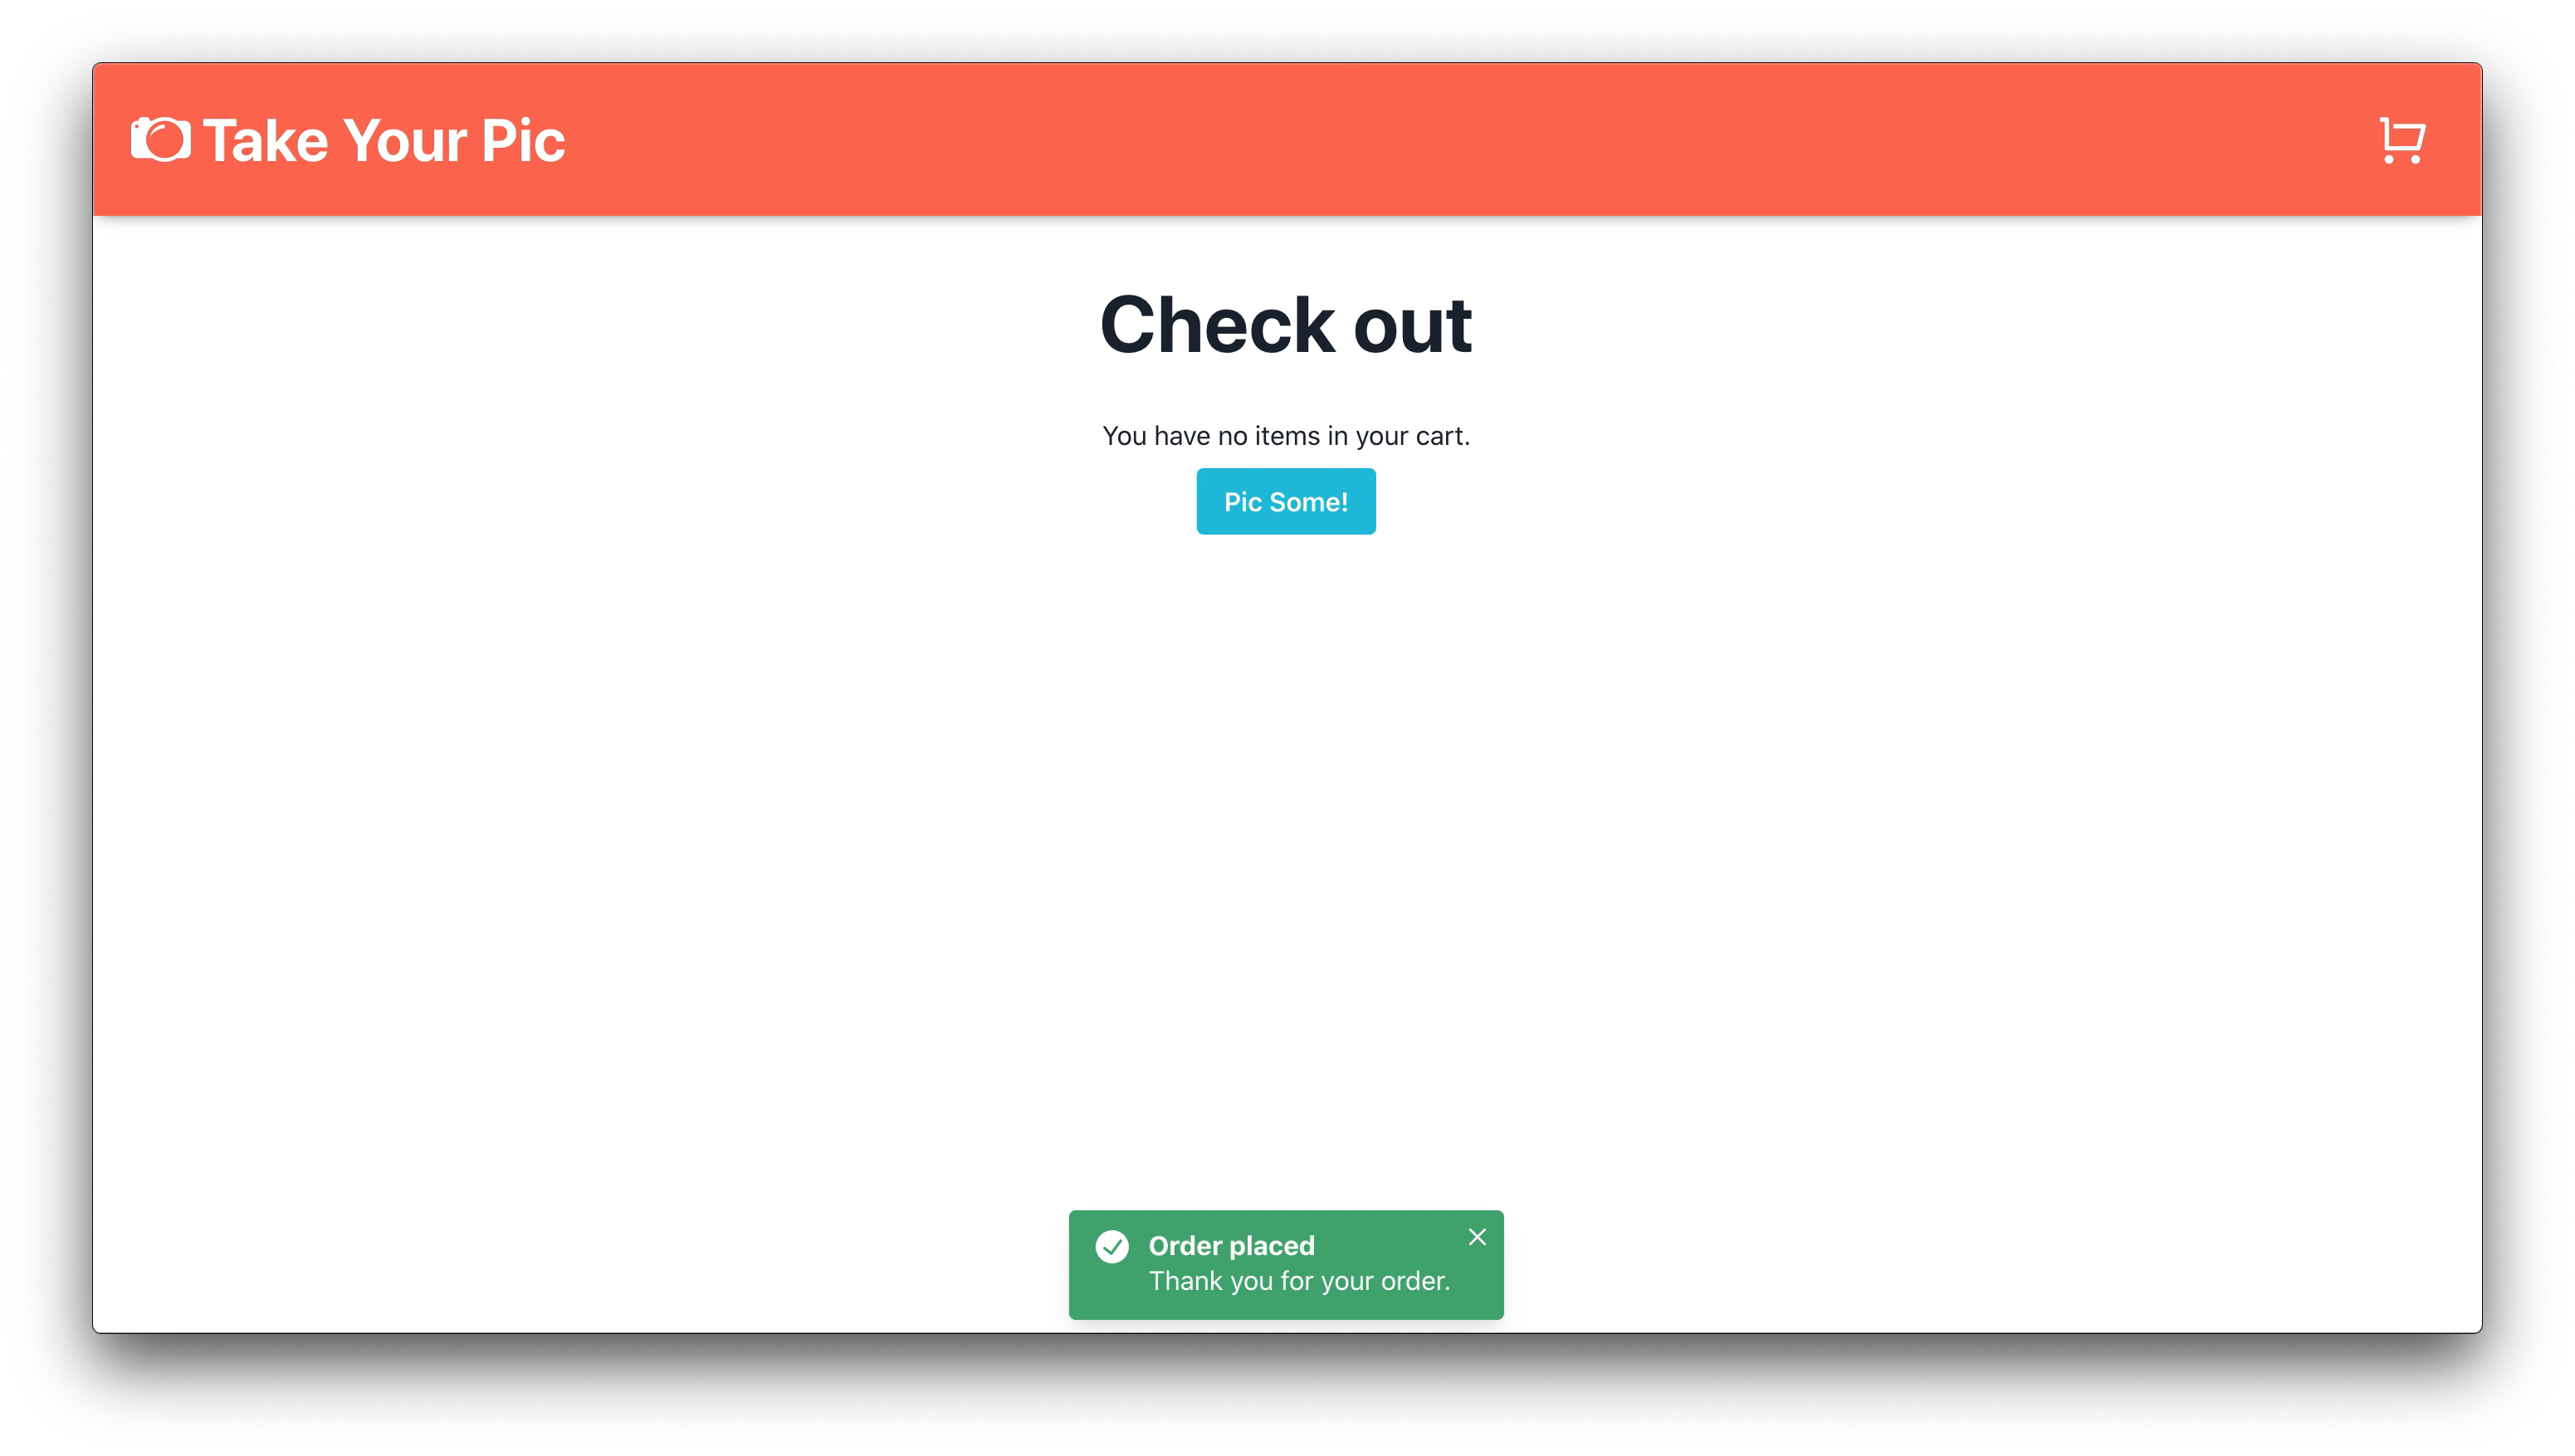 Take Your Pic
Check out
You have no items in your cart.
Pic Some!
Order placed
Thank you for your order.